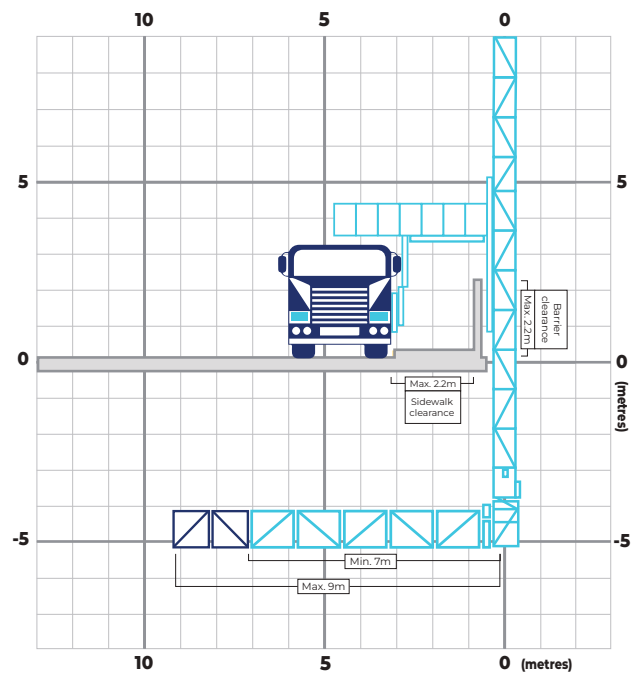 10
5
0
5
5
Max. 2.2m
Barrier
clearance
0
0
Max. 2.2m
Sidewalk
clearance
(metres)
-5
-5
Min. 7m
Max. 9m
10
5
0
(metres)